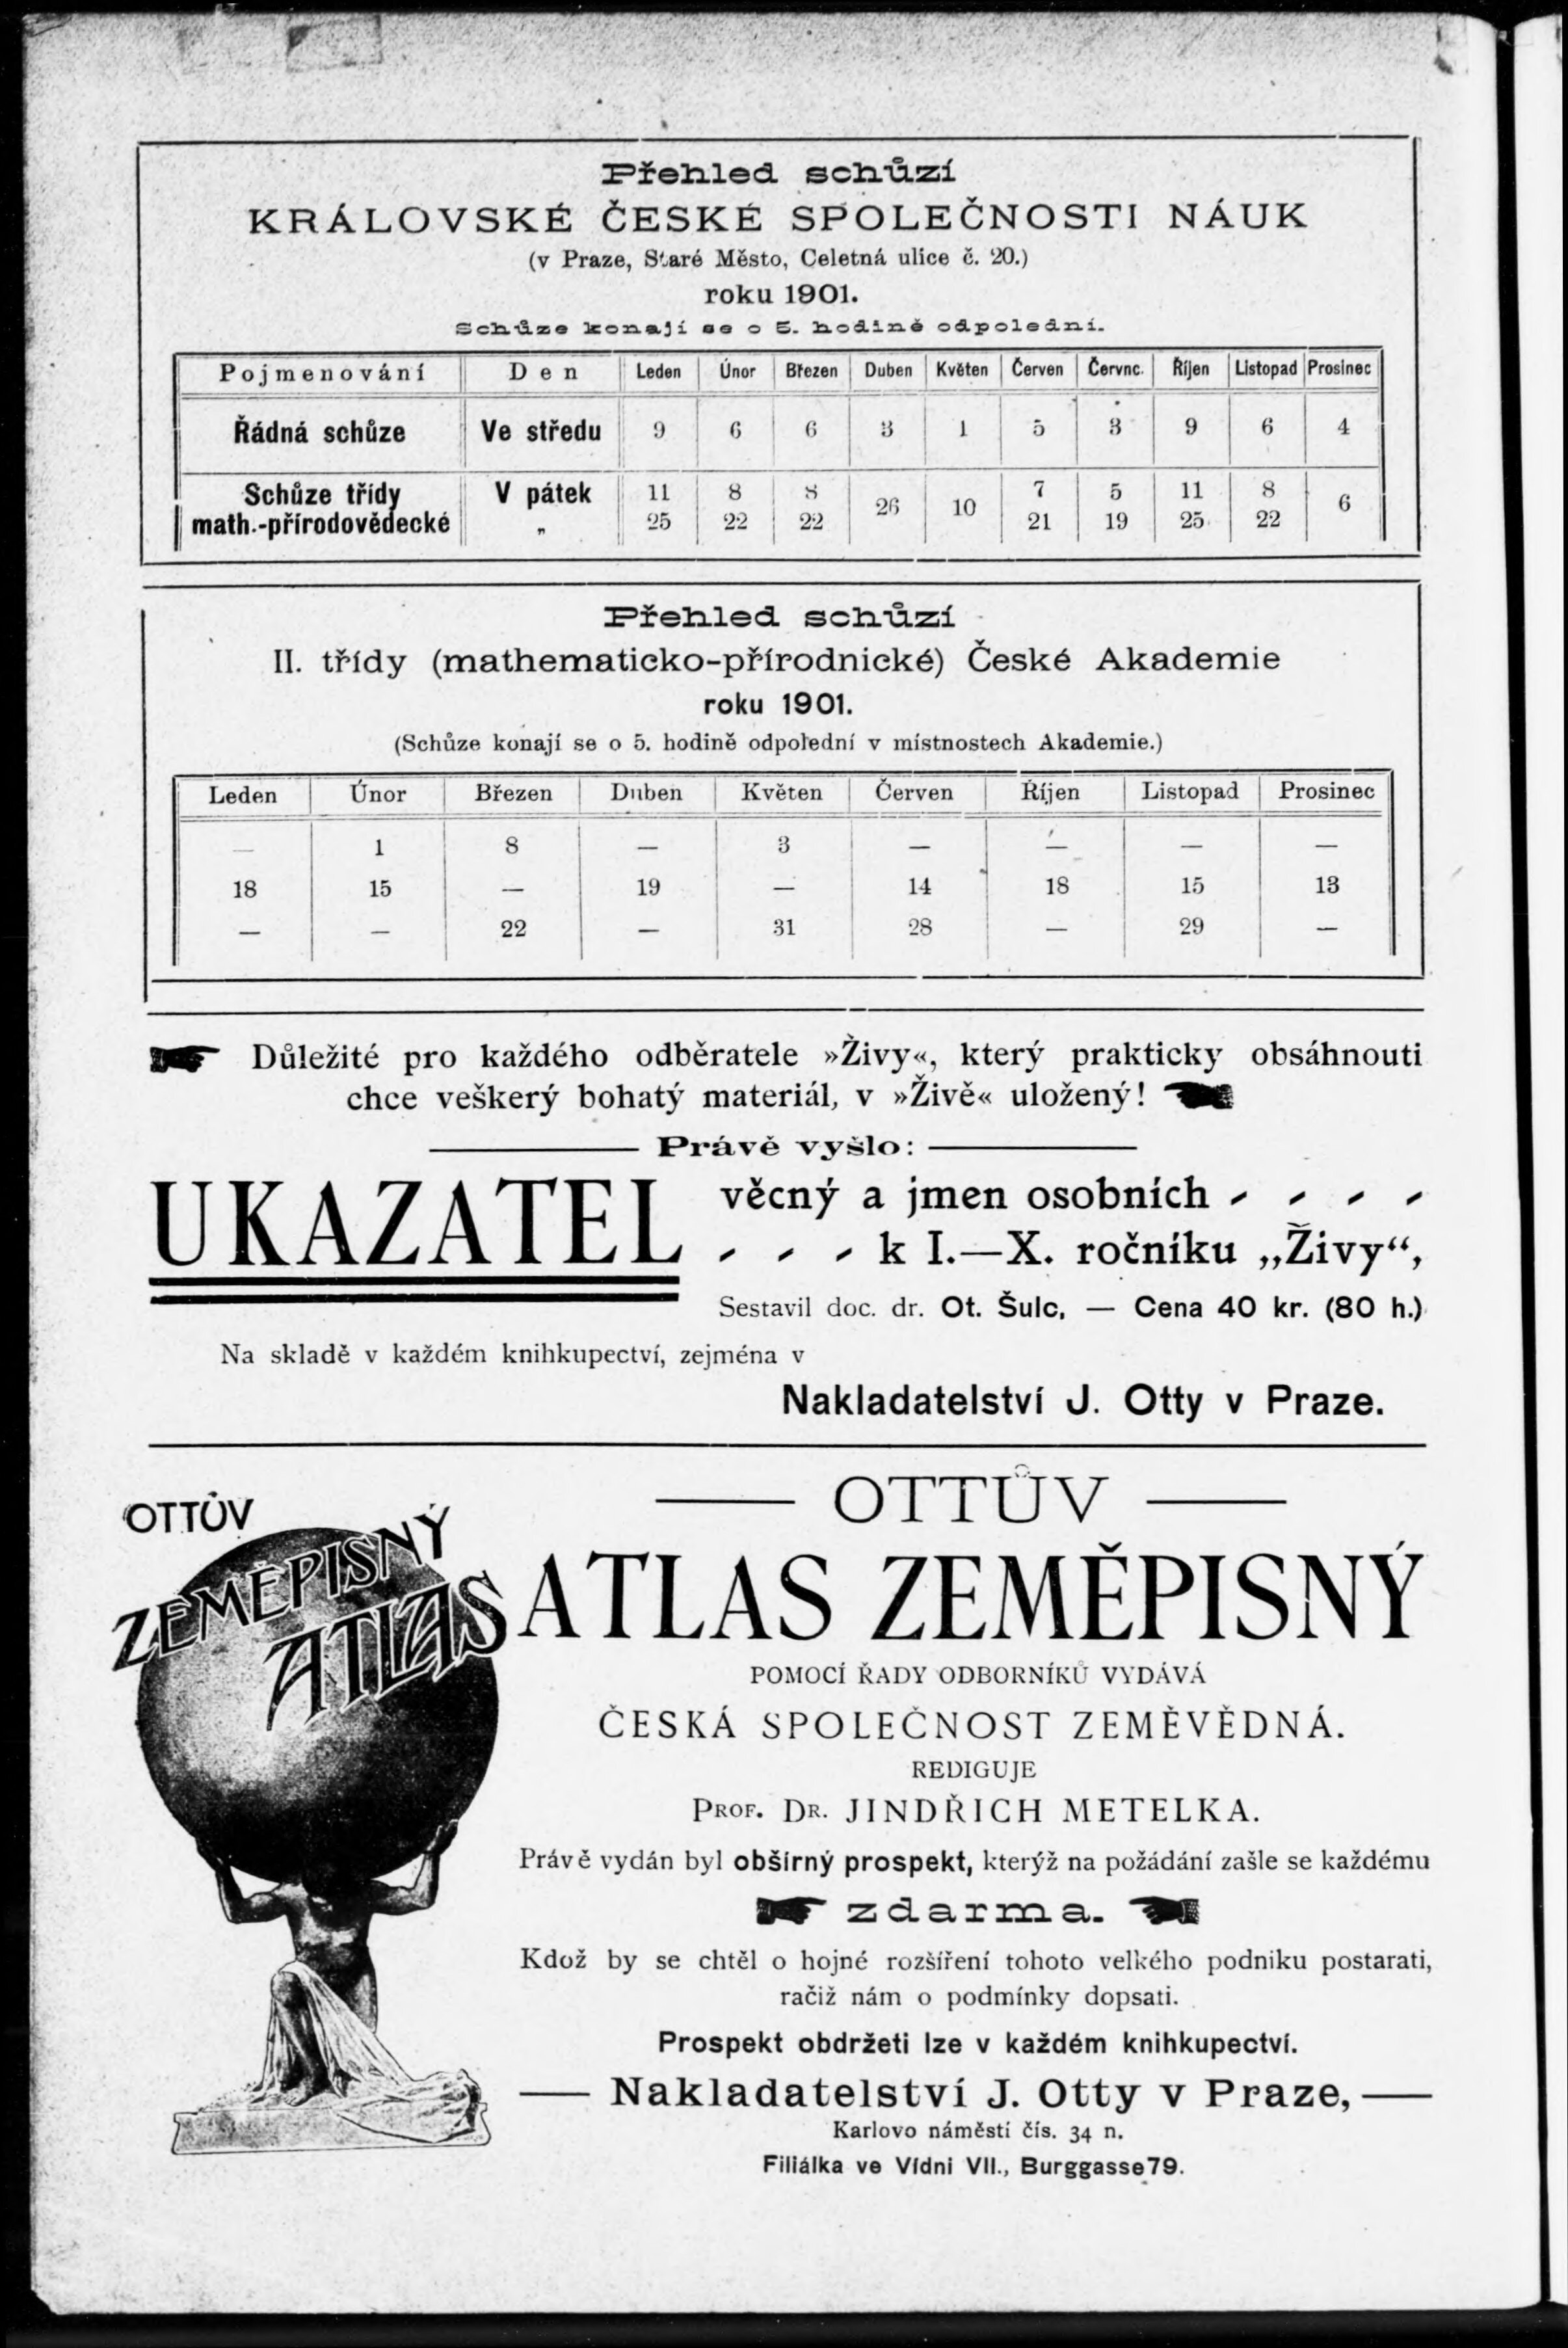 Přehled schůzí
KRÁLOVSKÉ ČESKÉ SPOLEČNOSTI NÁUK
(v Praze, Staré Město, Celetná ulice č. 20.)
roku 1901.
Schůze konají se o 5. hodině odpolední.
Pojmenování Den Leden Únor Březen Duben Květen Červen Červnc. Říjen Listopad Prosinec
Řádná schůze Ve středu 9 6 6 3 1 5 3 9 6 4
Schůze třídy V pátek 11 8 8 26 10 7 5 11 8 6
math.-přírodovědecké „ 25 22 22 21 19 25 22
Přehled schůzí
II. třídy (mathematicko-přírodnické) České Akademie
roku 1901.
(Schůze konají se o 5. hodině odpolední v místnostech Akademie.)
Leden Únor Březen Duben Květen Červen Říjen Listopad Prosinec
— 1 8 — 3 — — — —
18 15 — 19 — 14 18 15 13
— — 22 — 31 28 — 29 —
Důležité pro každého odběratele »Živy«, který prakticky obsáhnouti
chce veškerý bohatý materiál, v »Živě« uložený!
Právě vyšlo:
UKAZATEL věcný a jmen osobních
k I.—X. ročníku „Živy“,
Sestavil doc. dr. Ot. Šulc, — Cena 40 kr. (80 h.)
Na skladě v každém knihkupectví, zejména v
Nakladatelství J. Otty v Praze.
OTTŮV
ZEMĚPISNÝ
ATLAS
OTTŮV
ATLAS ZEMĚPISNÝ
POMOCÍ ŘADY ODBORNÍKŮ VYDÁVÁ
ČESKÁ SPOLEČNOST ZEMĚVĚDNÁ.
REDIGUJE
PROF. DR. JINDŘICH METELKA.
Právě vydán byl obšírný prospekt, kterýž na požádání zašle se každému
zdarma.
Kdož by se chtěl o hojné rozšíření tohoto velkého podniku postarati,
račiž nám o podmínky dopsati.
Prospekt obdržeti lze v každém knihkupectví.
Nakladatelství J. Otty v Praze,
Karlovo náměstí čís. 34 n.
Filiálka ve Vídni VII., Burggasse79.